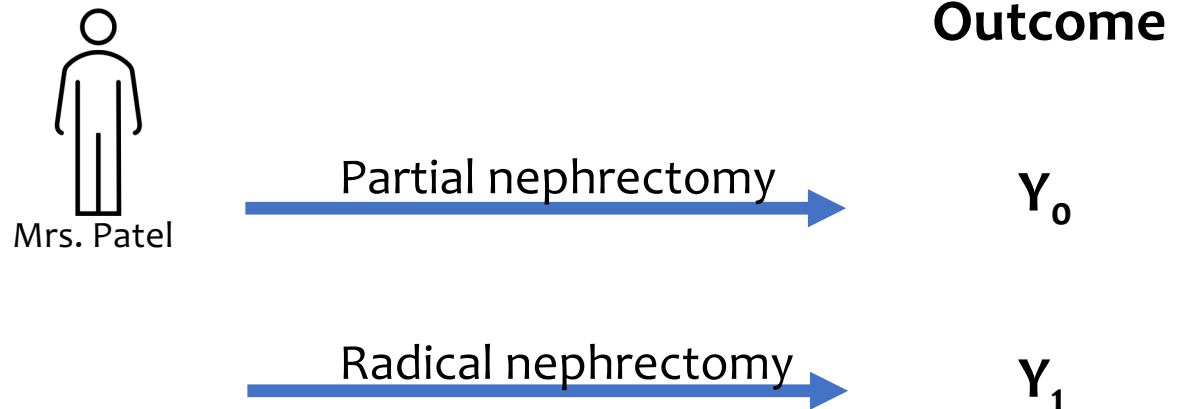 Outcome
Partial nephrectomy
Y₀
Mrs. Patel
Radical nephrectomy
Y₁